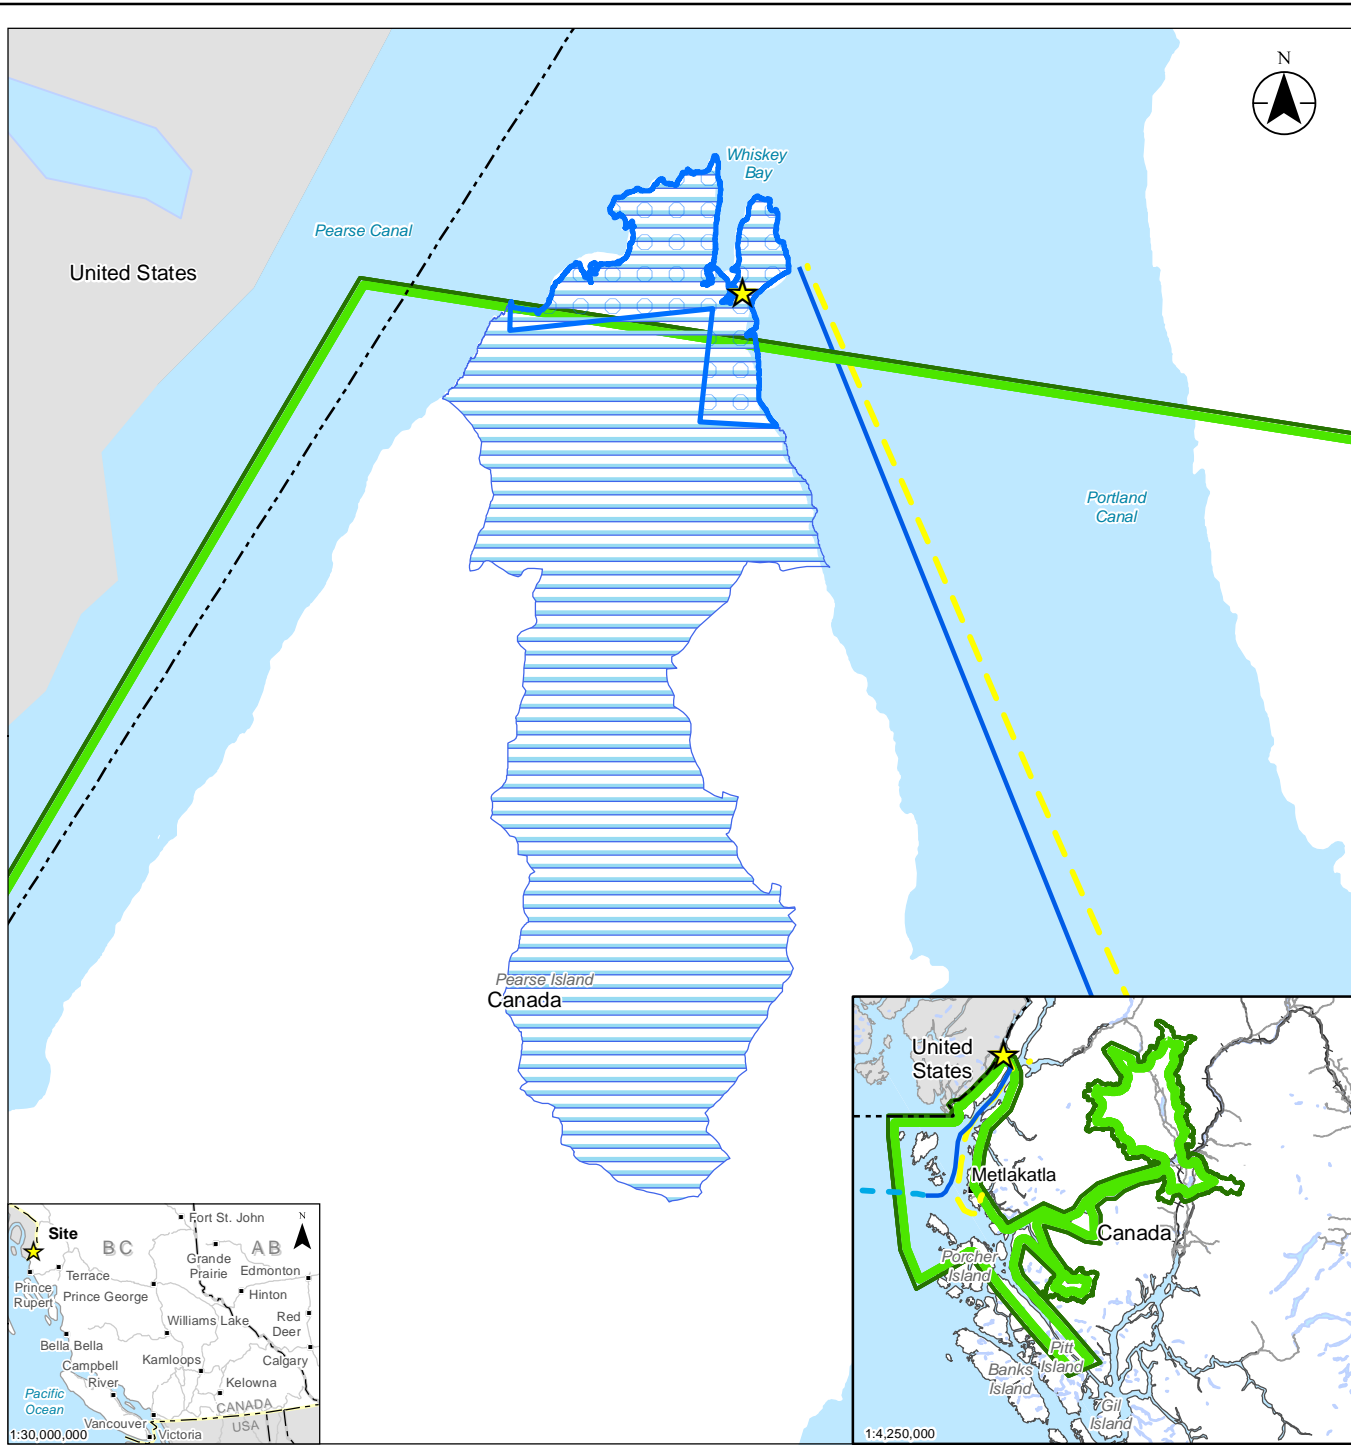 N
Whiskey
Bay
Pearse Canal
United States
Portland
Canal
Pearse Island
Canada
United
States
Metlakatla
Canada
Porcher
Island
Pitt
Island
Banks
Island
Gil
Island
1:4,250,000
N
Site
Fort St. John
BC
AB
Grande
Prairie
Edmonton
Terrace
Hinton
Prince
Rupert
Prince George
Red
Deer
Williams Lake
Bella Bella
Kamloops
Calgary
Campbell
River
Kelowna
Pacific
Ocean
CANADA
USA
Vancouver
Victoria
1:30,000,000